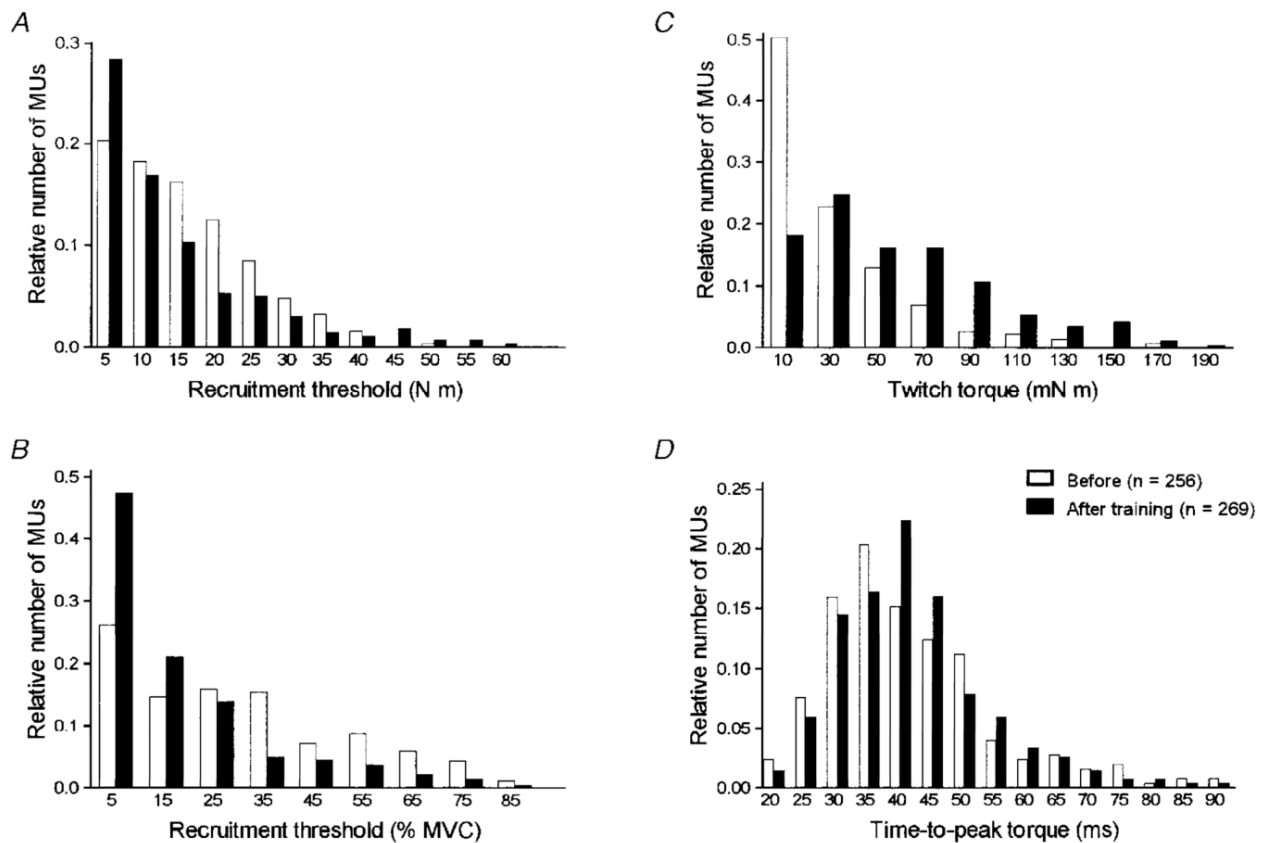 A
0.3
0.2
0.1
0.0
Relative number of MUs
5 10 15 20 25 30 35 40 45 50 55 60
Recruitment threshold (N m)
B
0.5
0.4
0.3
0.2
0.1
0.0
Relative number of MUs
5 15 25 35 45 55 65 75 85
Recruitment threshold (% MVC)
C
0.5
0.4
0.3
0.2
0.1
0.0
Relative number of MUs
10 30 50 70 90 110 130 150 170 190
Twitch torque (mN m)
D
Before (n = 256)
After training (n = 269)
0.25
0.20
0.15
0.10
0.05
0.00
Relative number of MUs
20 25 30 35 40 45 50 55 60 65 70 75 80 85 90
Time-to-peak torque (ms)